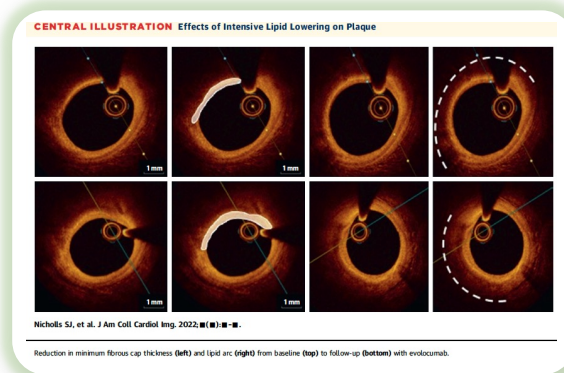 CENTRAL ILLUSTRATION Effects of Intensive Lipid Lowering on Plaque
1 mm
1 mm
1 mm
1 mm
Nicholls SJ, et al. J Am Coll Cardiol Img. 2022;■(■):■-■.
Reduction in minimum fibrous cap thickness (left) and lipid arc (right) from baseline (top) to follow-up (bottom) with evolocumab.